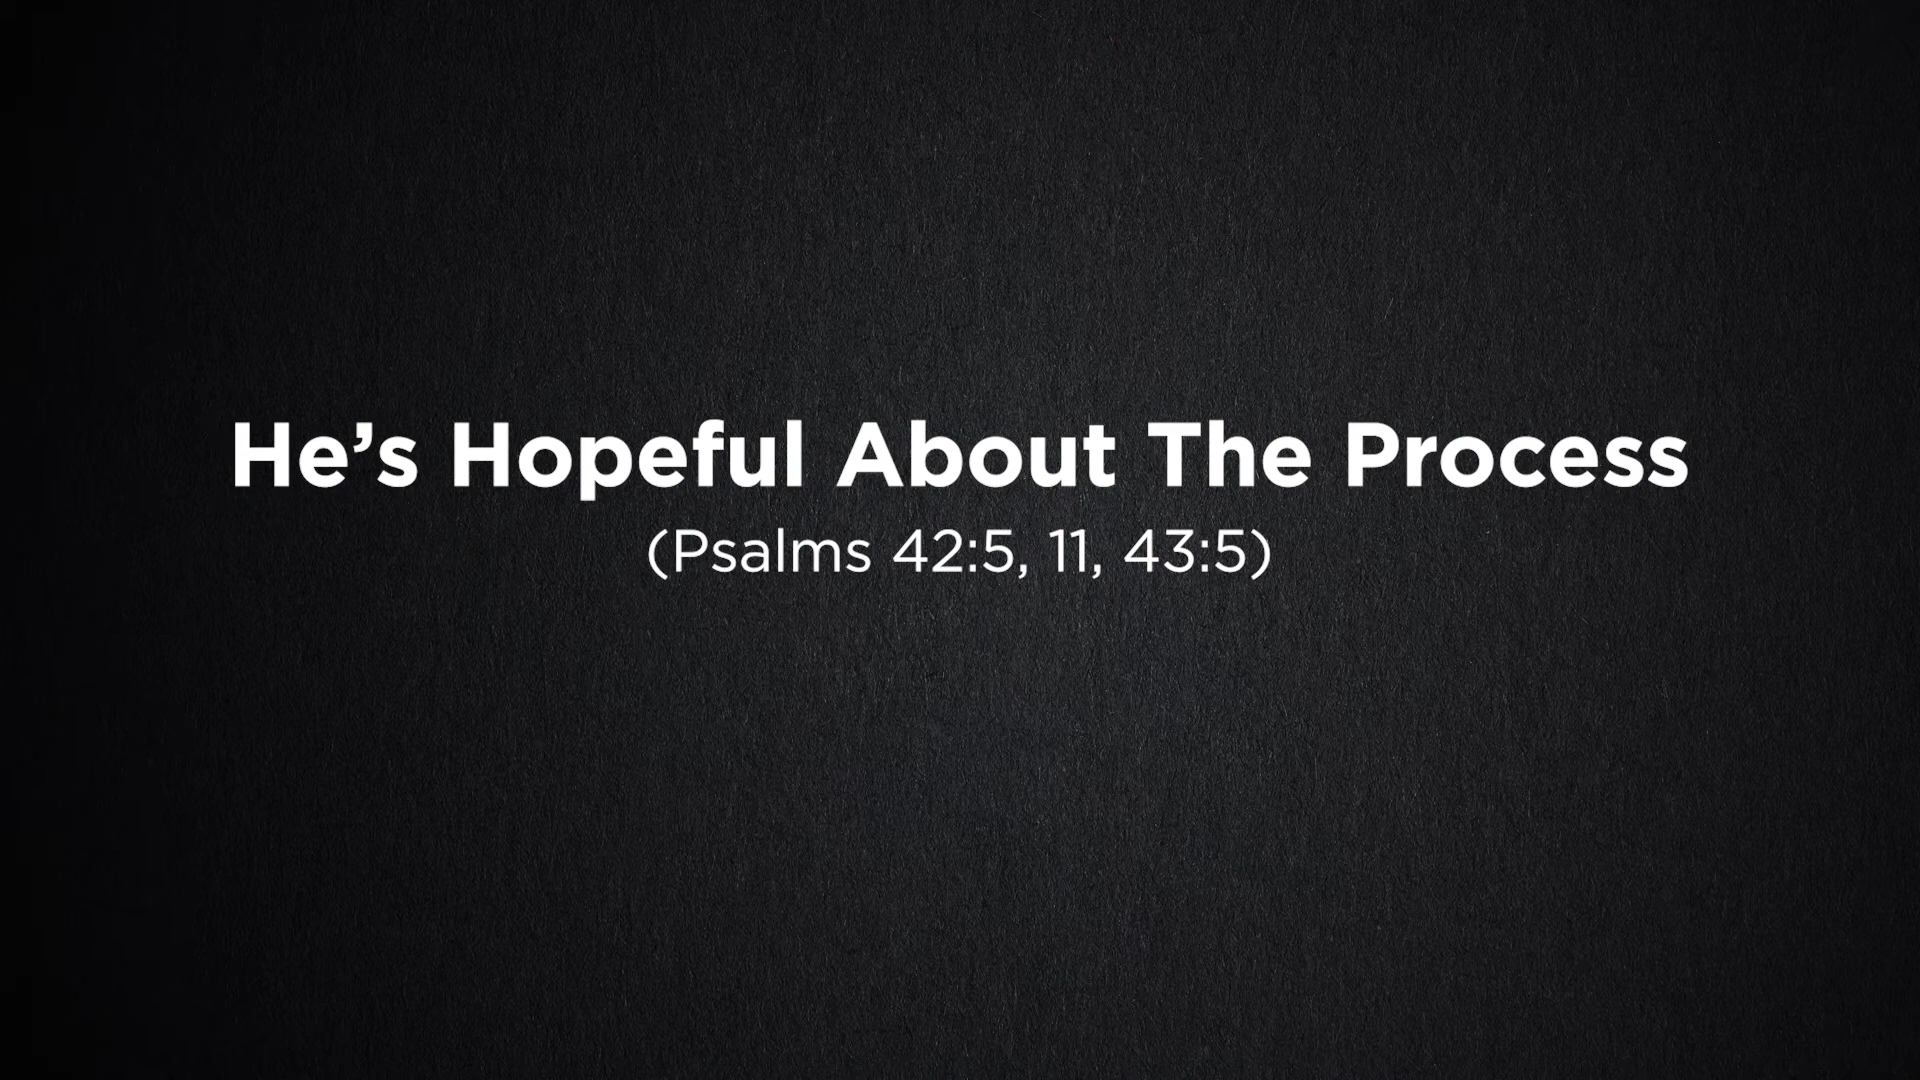 He’s Hopeful About The Process
(Psalms 42:5, 11, 43:5)